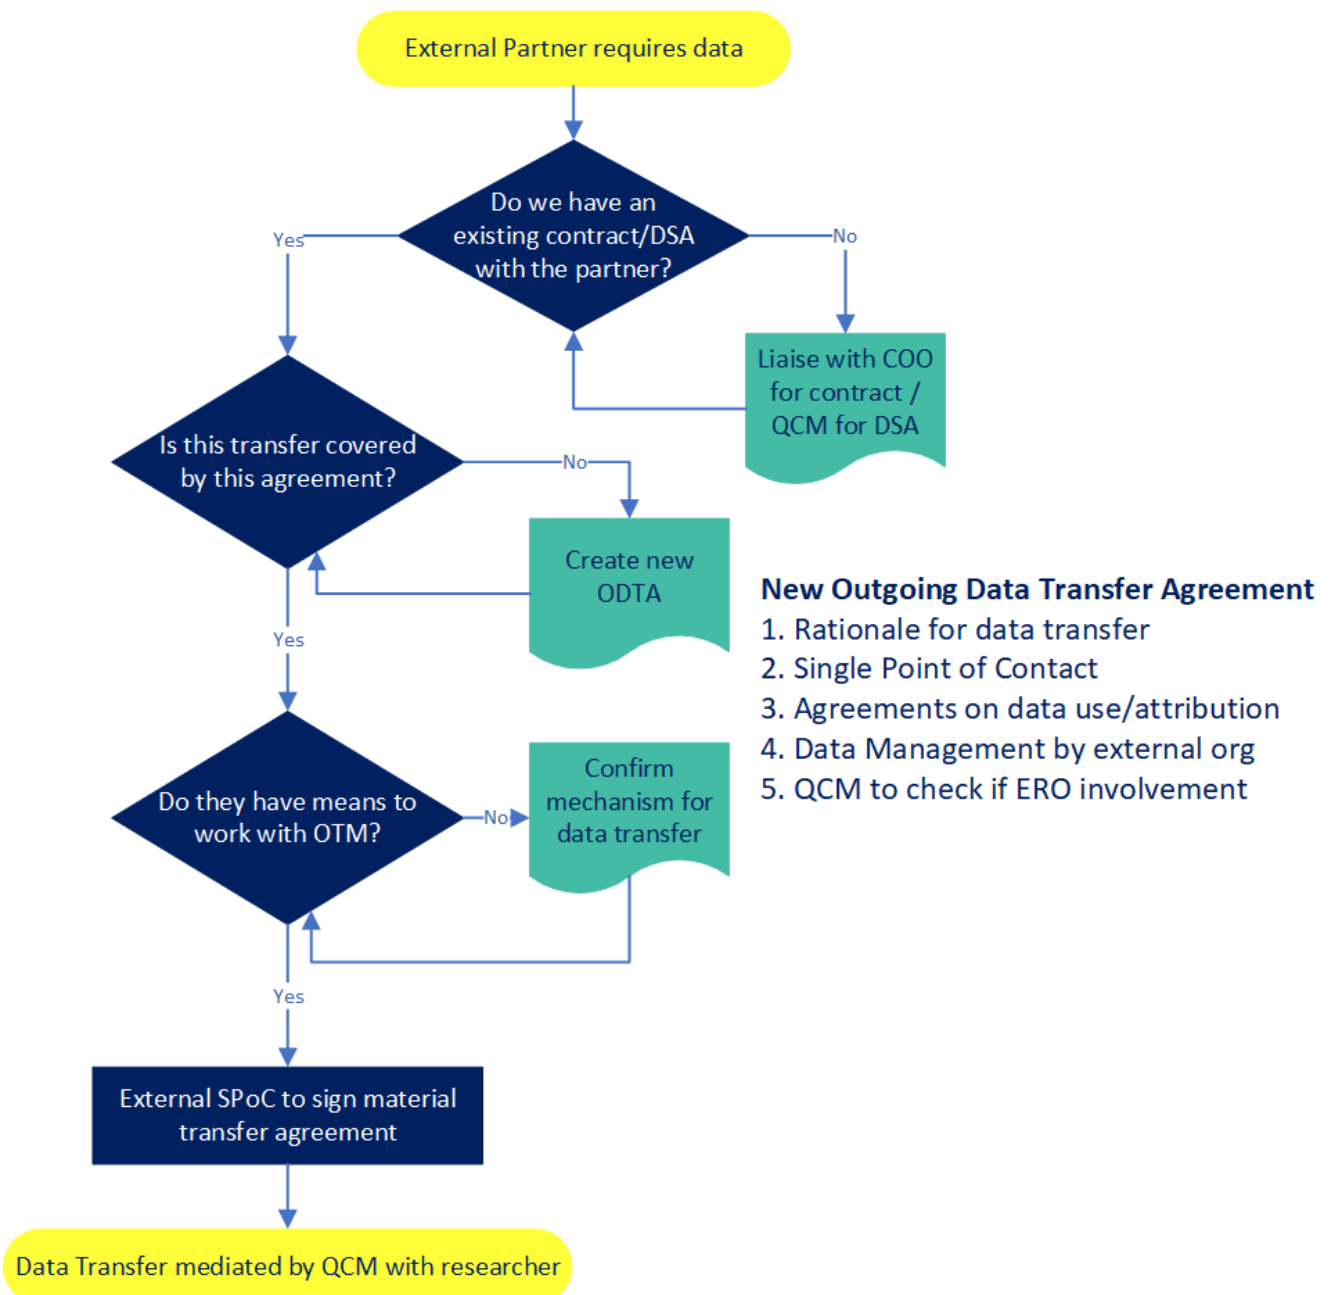 External Partner requires data
Do we have an
existing contract/DSA
with the partner?
Yes
No
Liaise with COO
for contract /
QCM for DSA
Is this transfer covered
by this agreement?
No
Create new
ODTA
Yes
New Outgoing Data Transfer Agreement
1. Rationale for data transfer
2. Single Point of Contact
3. Agreements on data use/attribution
4. Data Management by external org
5. QCM to check if ERO involvement
Do they have means to
work with OTM?
No
Confirm
mechanism for
data transfer
Yes
External SPoC to sign material
transfer agreement
Data Transfer mediated by QCM with researcher